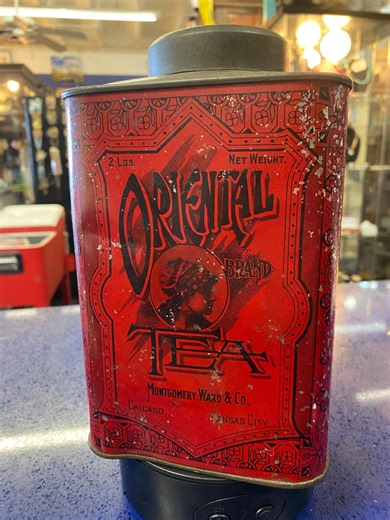 2 LBS. NET WEIGHT.
ORIENTAL
BRAND
TEA
MONTGOMERY WARD & CO.,
CHICAGO, KANSAS CITY.